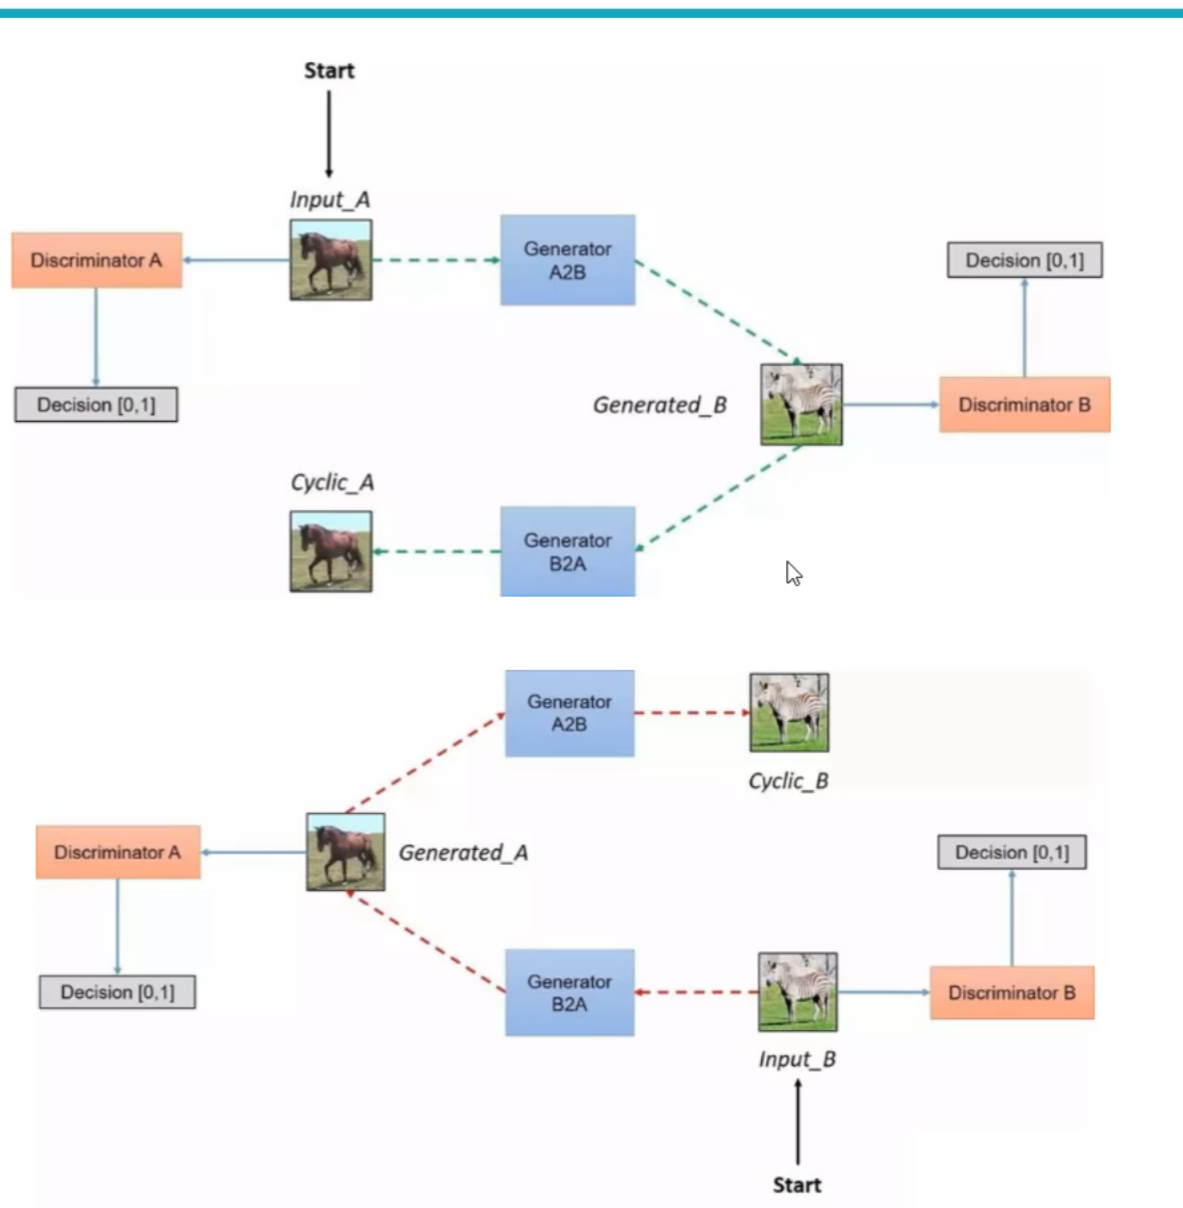 Start
Input_A
Discriminator A
Generator
A2B
Decision [0,1]
Decision [0,1]
Generated_B
Discriminator B
Cyclic_A
Generator
B2A
Generator
A2B
Cyclic_B
Discriminator A
Generated_A
Decision [0,1]
Decision [0,1]
Generator
B2A
Discriminator B
Input_B
Start